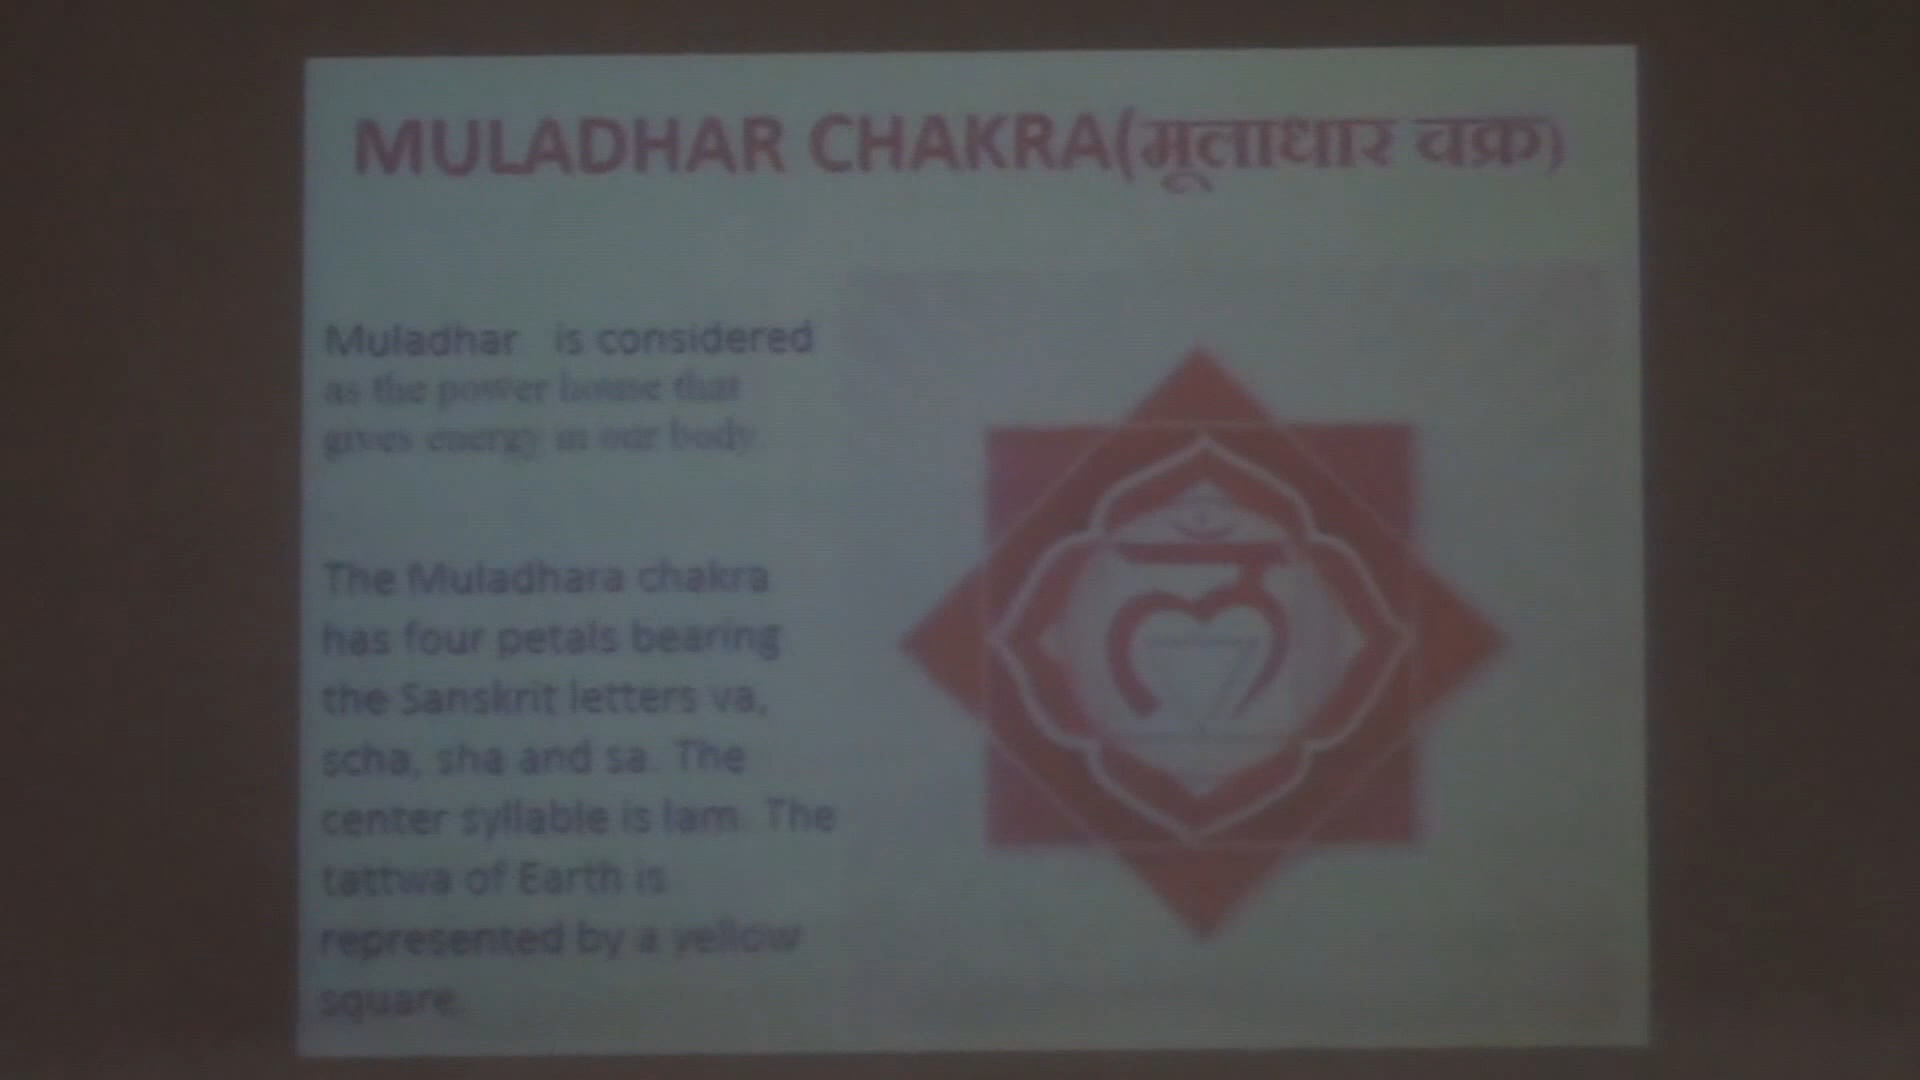 MULADHAR CHAKRA(मूलाधार चक्र)
Muladhar is considered
as the power house that
gives energy in our body
The Muladhara chakra
has four petals bearing
the Sanskrit letters va,
scha, sha and sa. The
center syllable is lam. The
tattwa of Earth is
represented by a yellow
square.
लं